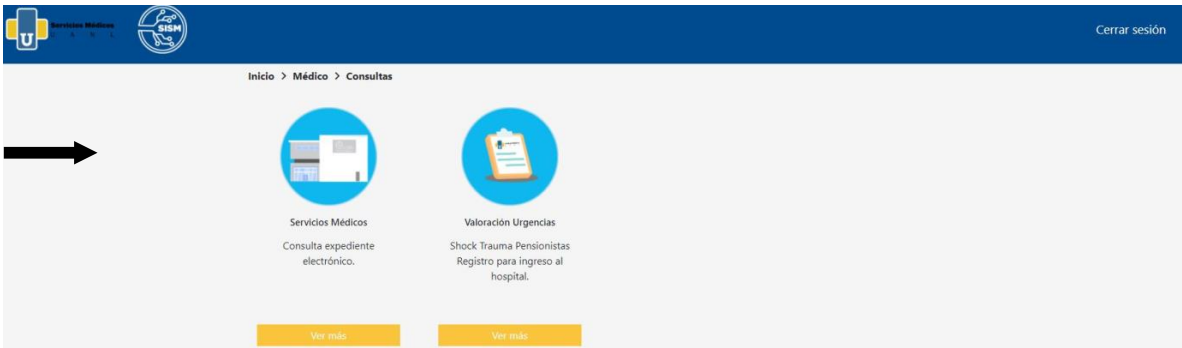 Servicios Médicos
U A N L
SISM
Cerrar sesión
Inicio > Médico > Consultas
Servicios Médicos
Consulta expediente
electrónico.
Ver más
Valoración Urgencias
Shock Trauma Pensionistas
Registro para ingreso al
hospital.
Ver más